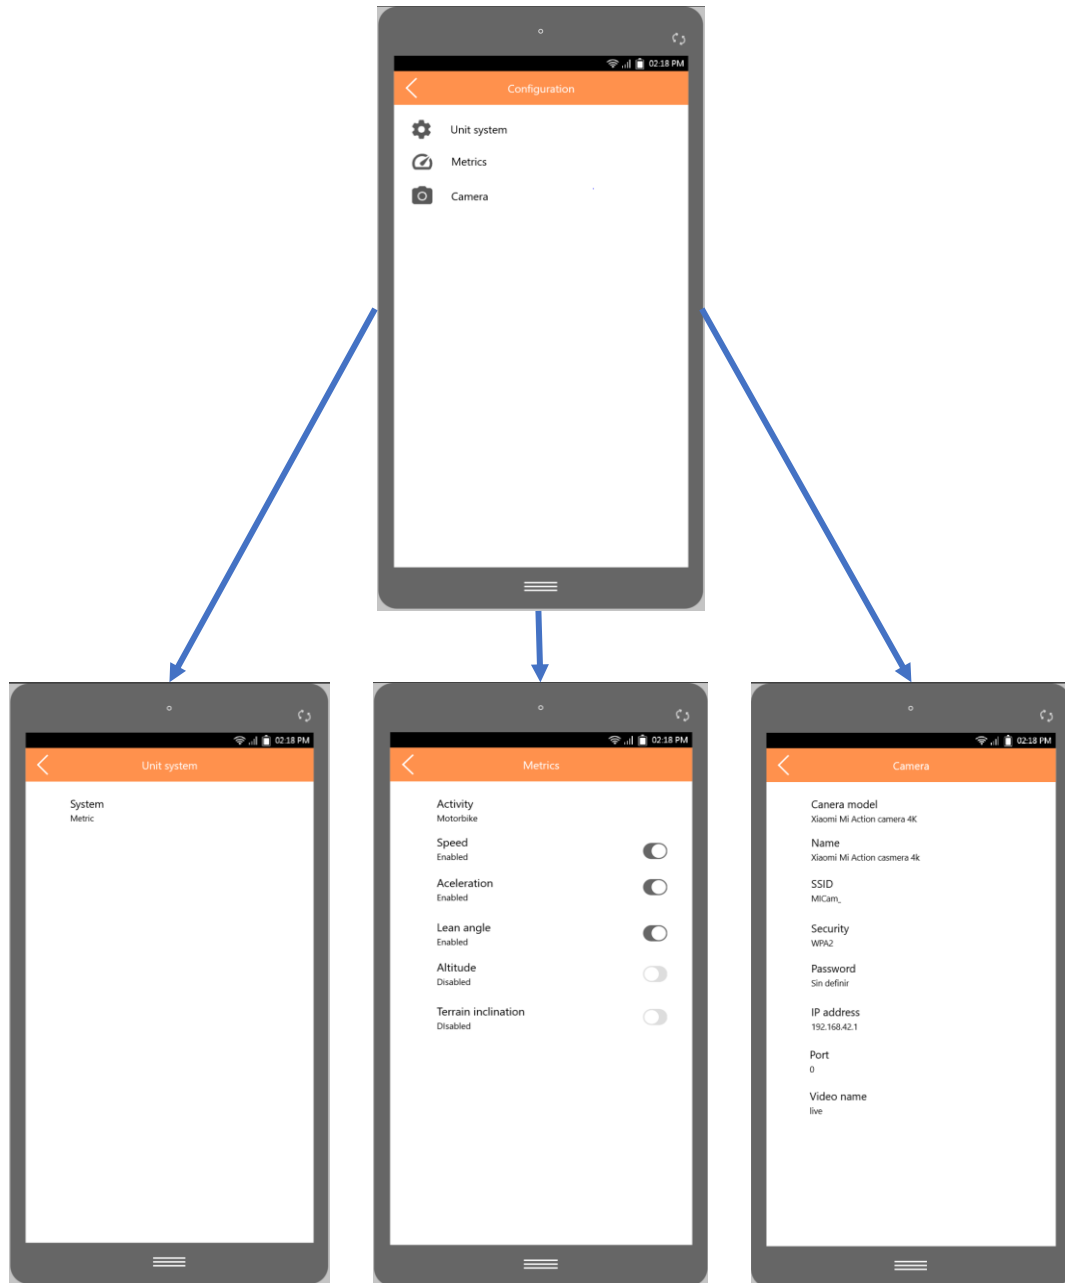 02:18 PM
Configuration
Unit system
Metrics
Camera
02:18 PM
Unit system
System
Metric
02:18 PM
Metrics
Activity
Motorbike
Speed
Enabled
Aceleration
Enabled
Lean angle
Enabled
Altitude
Disabled
Terrain inclination
DIsabled
02:18 PM
Camera
Canera model
Xiaomi Mi Action camera 4K
Name
Xiaomi Mi Action casmera 4k
SSID
MICam_
Security
WPA2
Password
Sin definir
IP address
192.168.42.1
Port
0
Video name
live